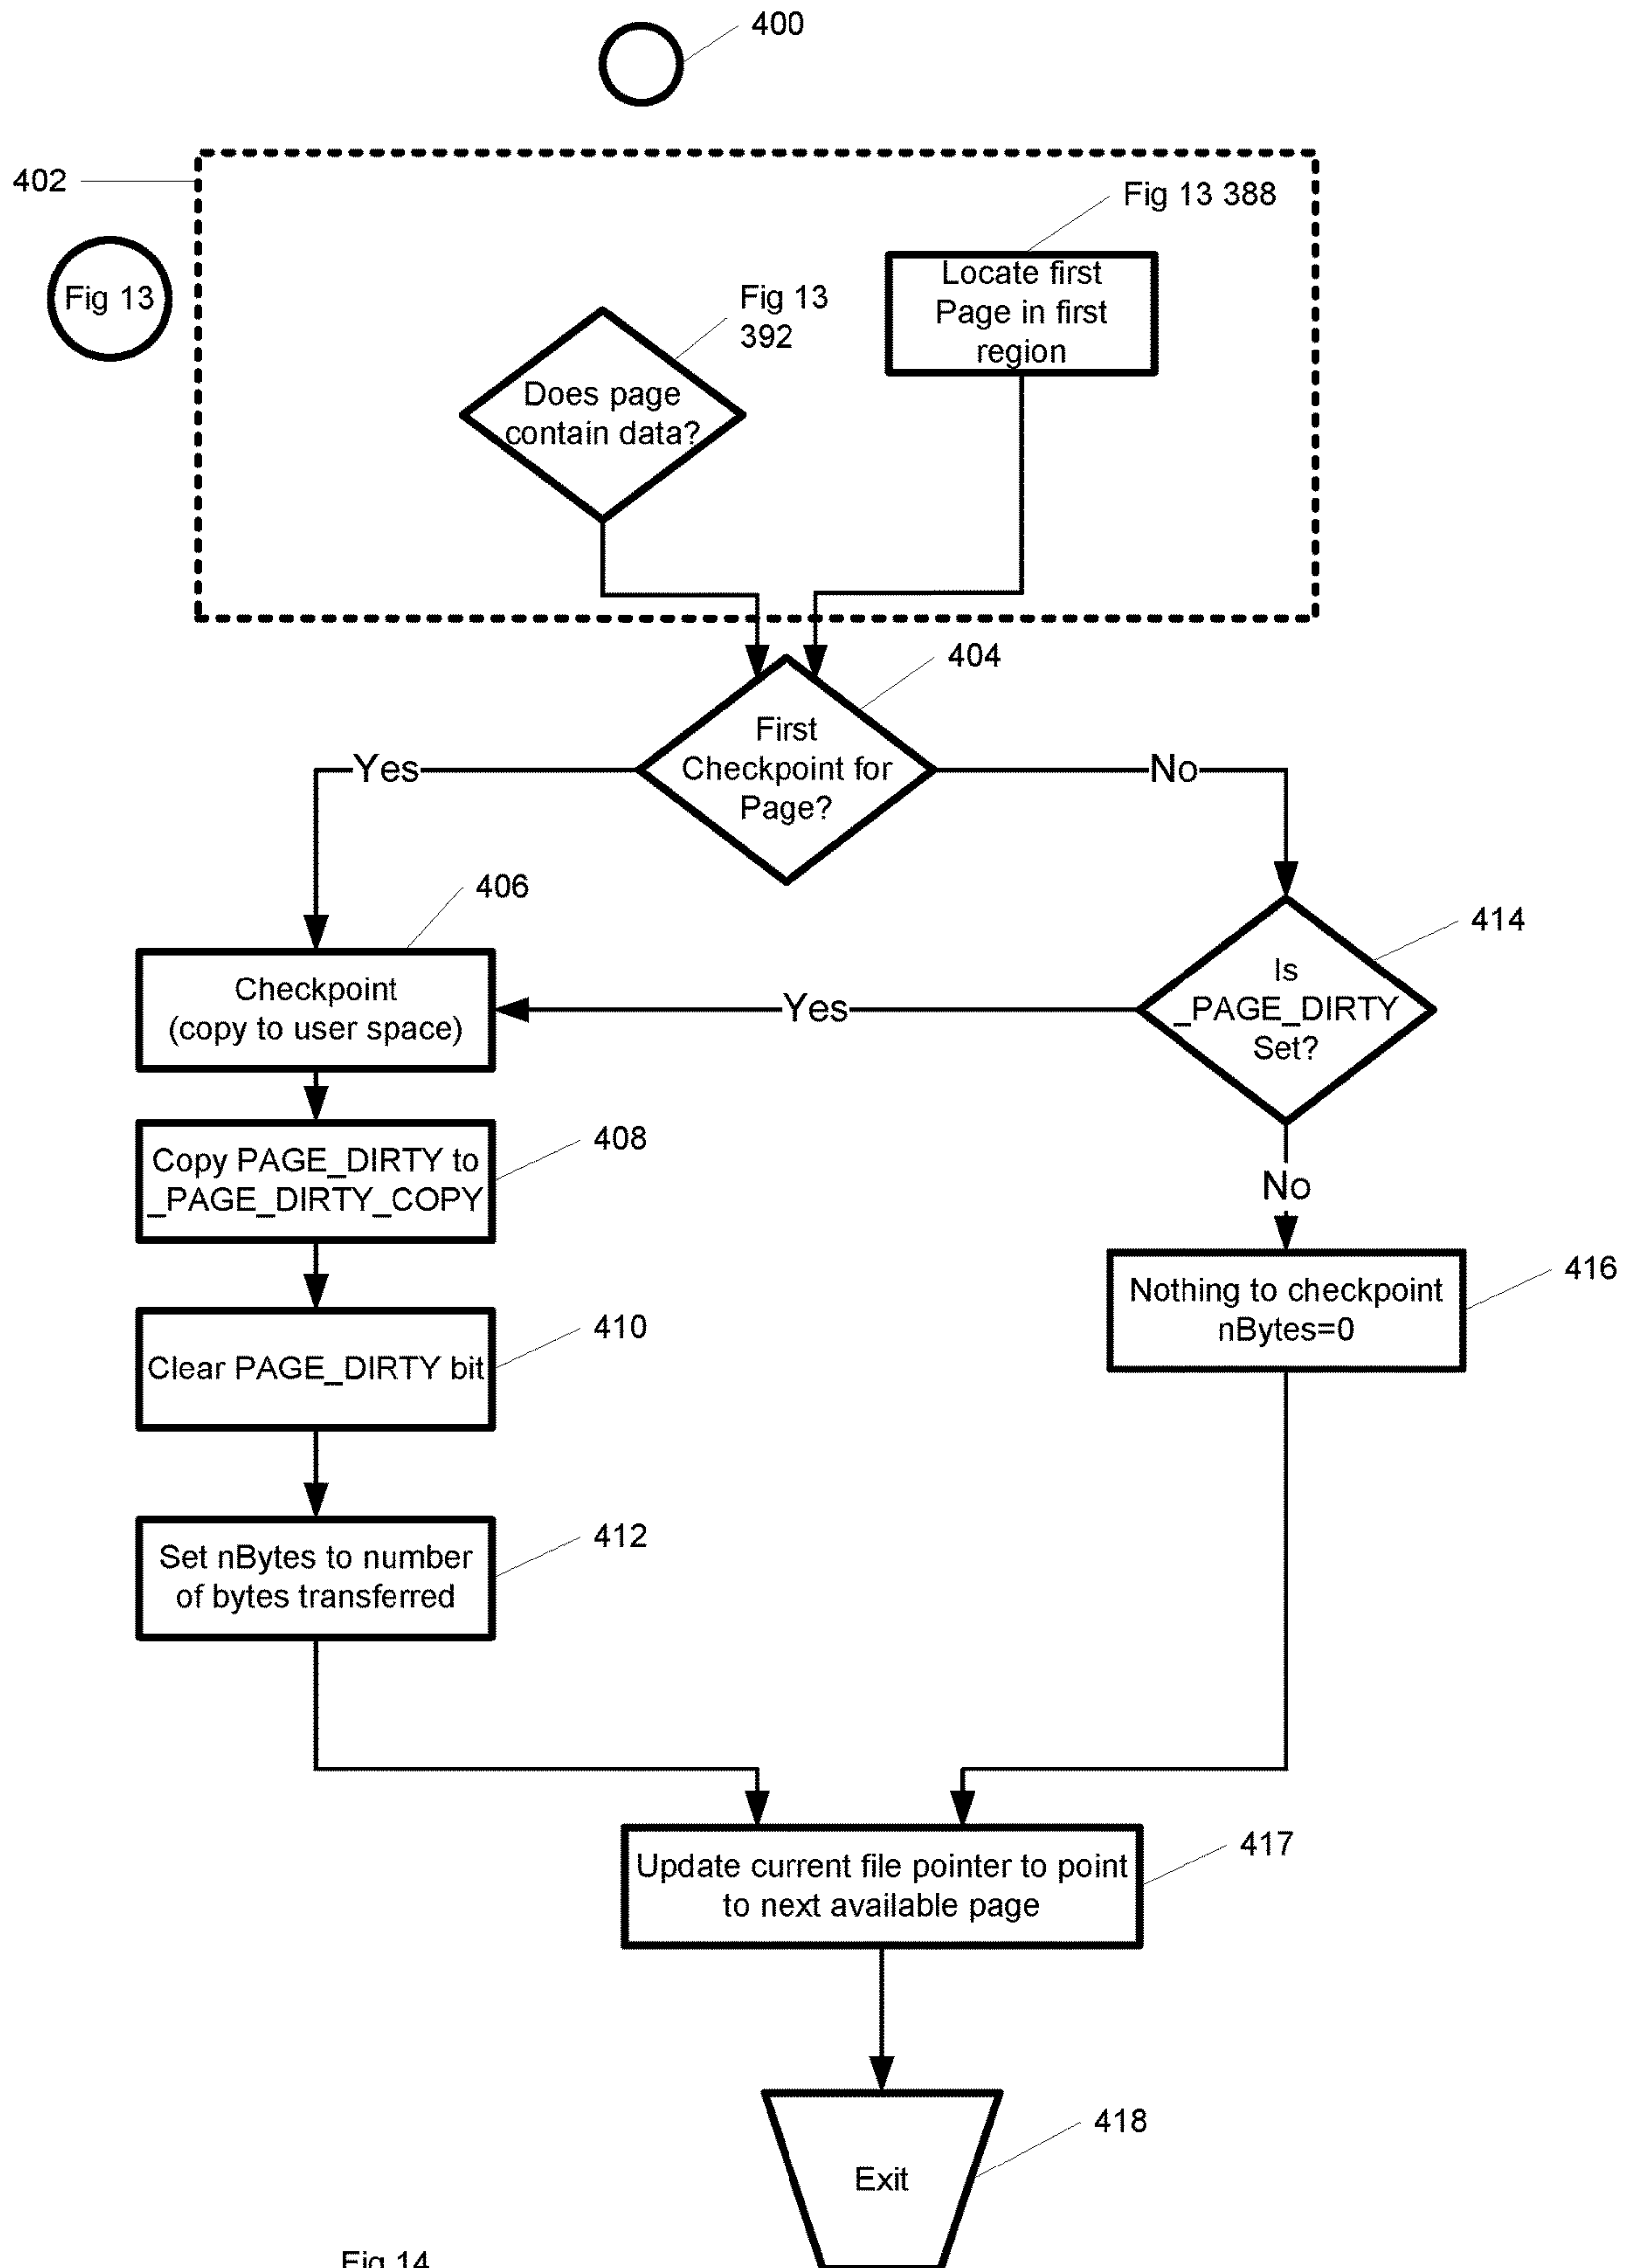 400
402
Fig 13 388
Locate first
Page in first
region
Fig 13
Fig 13
392
Does page
contain data?
404
First
Checkpoint for
Page?
Yes
No
406
414
Checkpoint
(copy to user space)
Yes
Is
_PAGE_DIRTY
Set?
408
Copy PAGE_DIRTY to
_PAGE_DIRTY_COPY
No
410
Clear PAGE_DIRTY bit
416
Nothing to checkpoint
nBytes=0
412
Set nBytes to number
of bytes transferred
417
Update current file pointer to point
to next available page
418
Exit
Fig 14